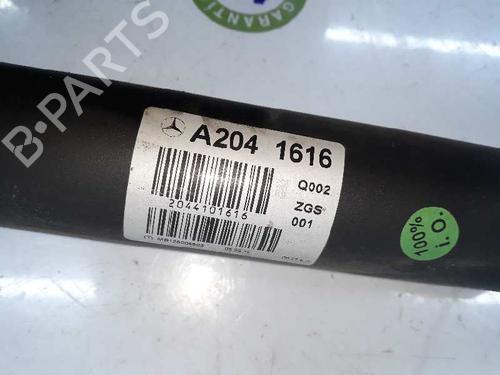 GARANTI
B-PARTS
A204 1616
Q002
ZGS
001
2044101616
100%
i.o.